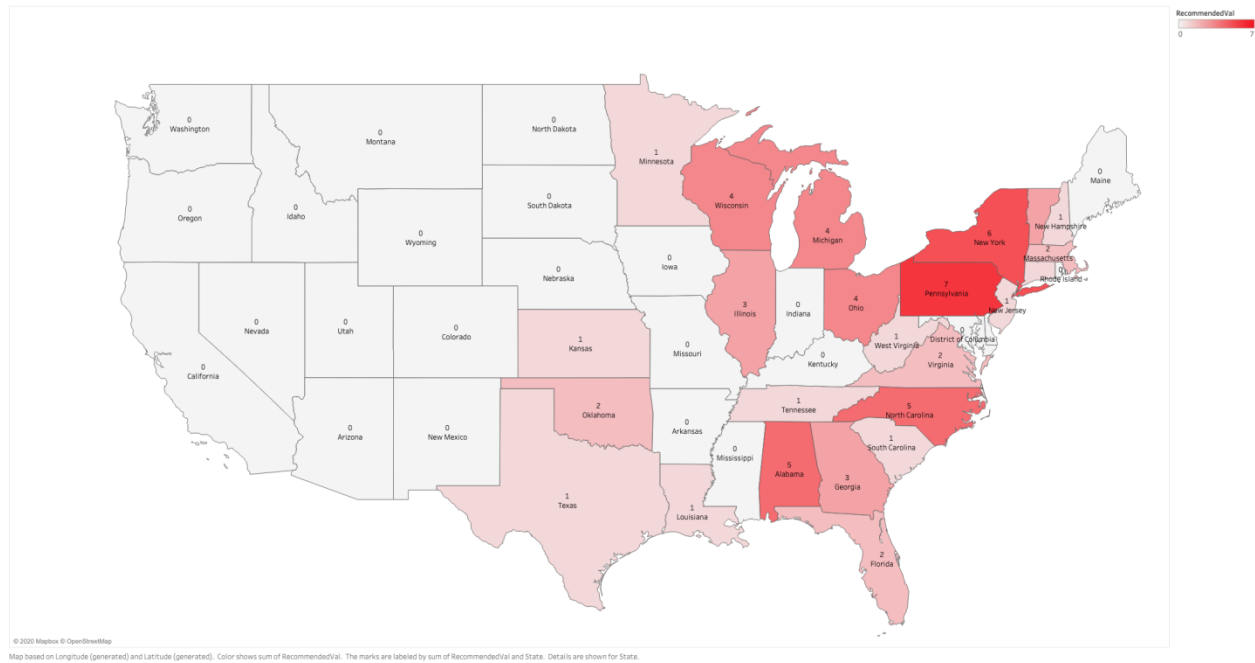 RecommendedVal
0
7
0
Washington
0
Montana
0
North Dakota
1
Minnesota
0
Maine
0
Oregon
0
Idaho
0
South Dakota
4
Wisconsin
4
Michigan
1
New Hampshire
6
New York
2
Massachusetts
0
Rhode Island
0
Wyoming
0
Iowa
0
Nebraska
7
Pennsylvania
1
New Jersey
3
Illinois
0
Indiana
4
Ohio
0
Nevada
0
Utah
0
Colorado
1
Kansas
0
Missouri
0
Kentucky
1
West Virginia
0
District of Columbia
2
Virginia
0
California
1
Tennessee
5
North Carolina
2
Oklahoma
0
Arkansas
0
Arizona
0
New Mexico
1
South Carolina
0
Mississippi
5
Alabama
3
Georgia
1
Texas
1
Louisiana
2
Florida
© 2020 Mapbox © OpenStreetMap
Map based on Longitude (generated) and Latitude (generated). Color shows sum of RecommendedVal. The marks are labeled by sum of RecommendedVal and State. Details are shown for State.